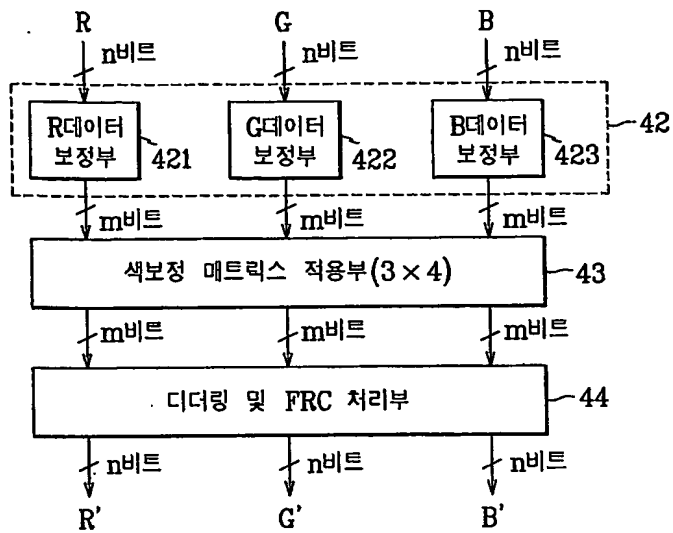 R G B
n비트 n비트 n비트
R데이터 보정부 421
G데이터 보정부 422
B데이터 보정부 423
42
m비트 m비트 m비트
색보정 매트릭스 적용부(3×4) 43
m비트 m비트 m비트
디더링 및 FRC 처리부 44
n비트 n비트 n비트
R' G' B'